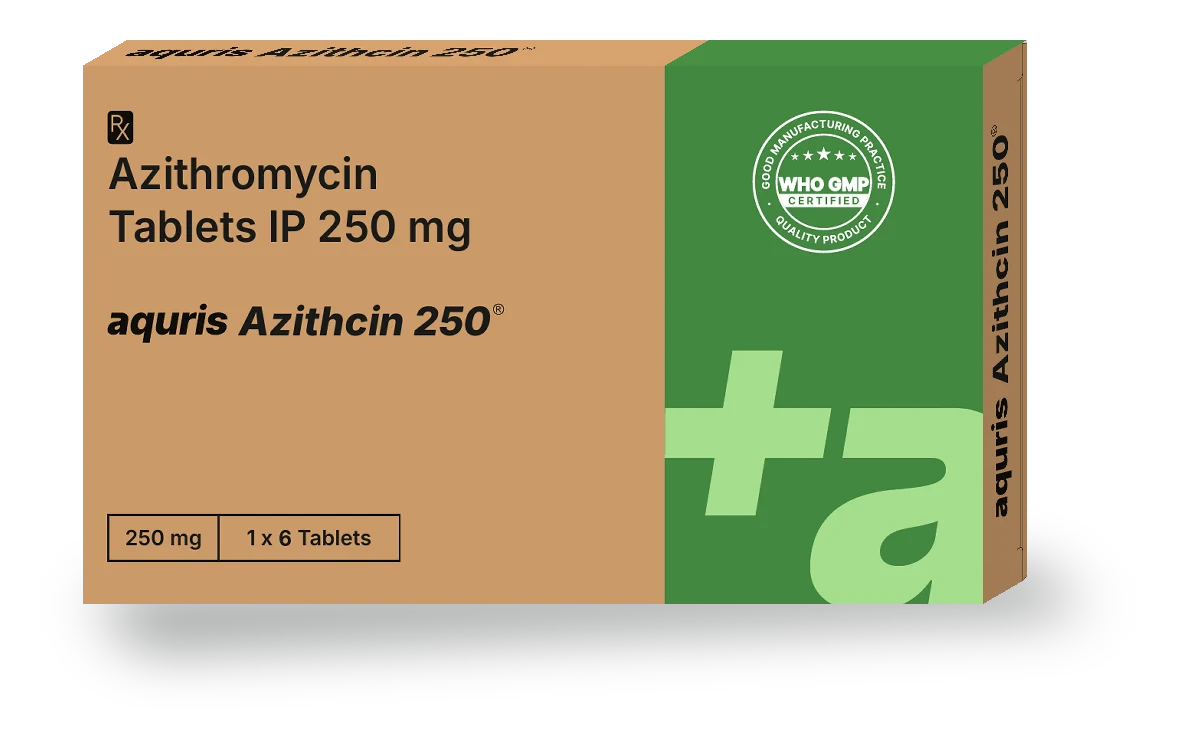 aquris Azithcin 250
Rx
Azithromycin
Tablets IP 250 mg
aquris Azithcin 250®
250 mg
1 x 6 Tablets
GOOD MANUFACTURING PRACTICE
WHO GMP
CERTIFIED
QUALITY PRODUCT
+a
aquris Azithcin 250®